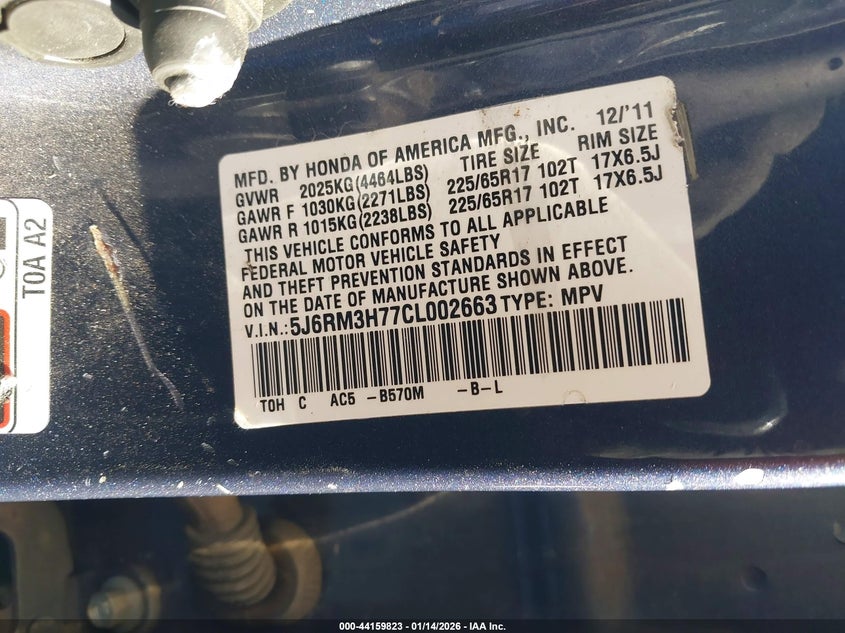 MFD. BY HONDA OF AMERICA MFG., INC. 12/'11
TIRE SIZE RIM SIZE
GVWR 2025KG(4464LBS)
GAWR F 1030KG(2271LBS) 225/65R17 102T 17X6.5J
GAWR R 1015KG(2238LBS) 225/65R17 102T 17X6.5J
THIS VEHICLE CONFORMS TO ALL APPLICABLE
FEDERAL MOTOR VEHICLE SAFETY
AND THEFT PREVENTION STANDARDS IN EFFECT
ON THE DATE OF MANUFACTURE SHOWN ABOVE.
V.I.N.:5J6RM3H77CL002663 TYPE: MPV
TOH C AC5 -B570M -B-L
TOA A2
000-44159823 - 01/14/2026 - IAA Inc.